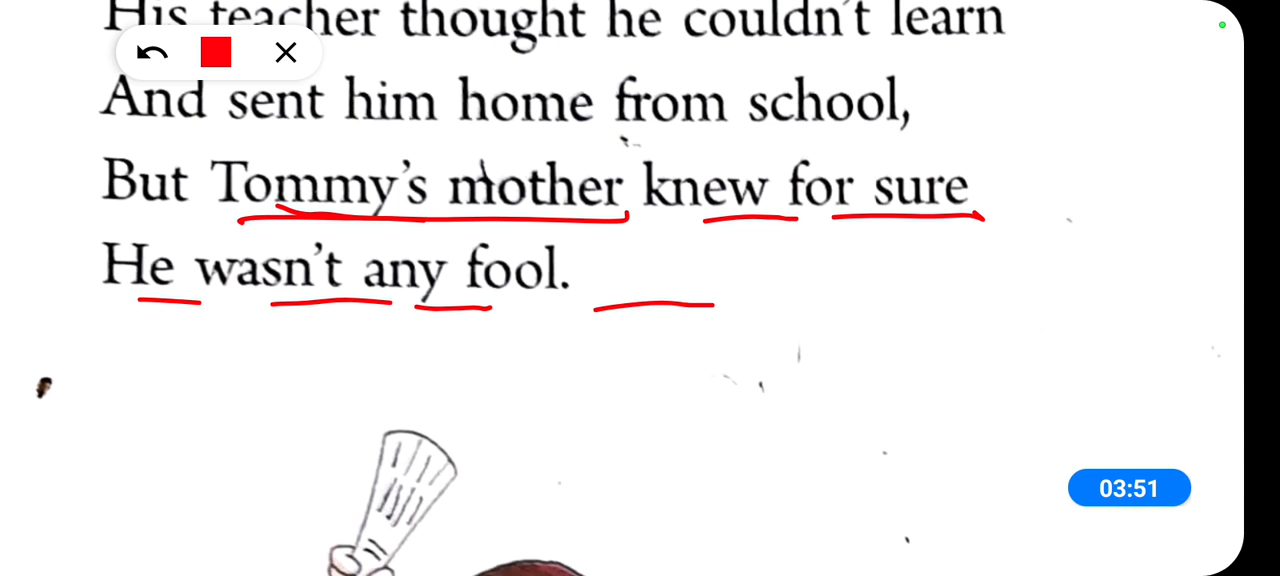 His teacher thought he couldn't learn
And sent him home from school,
But Tommy's mother knew for sure
He wasn't any fool.
03:51